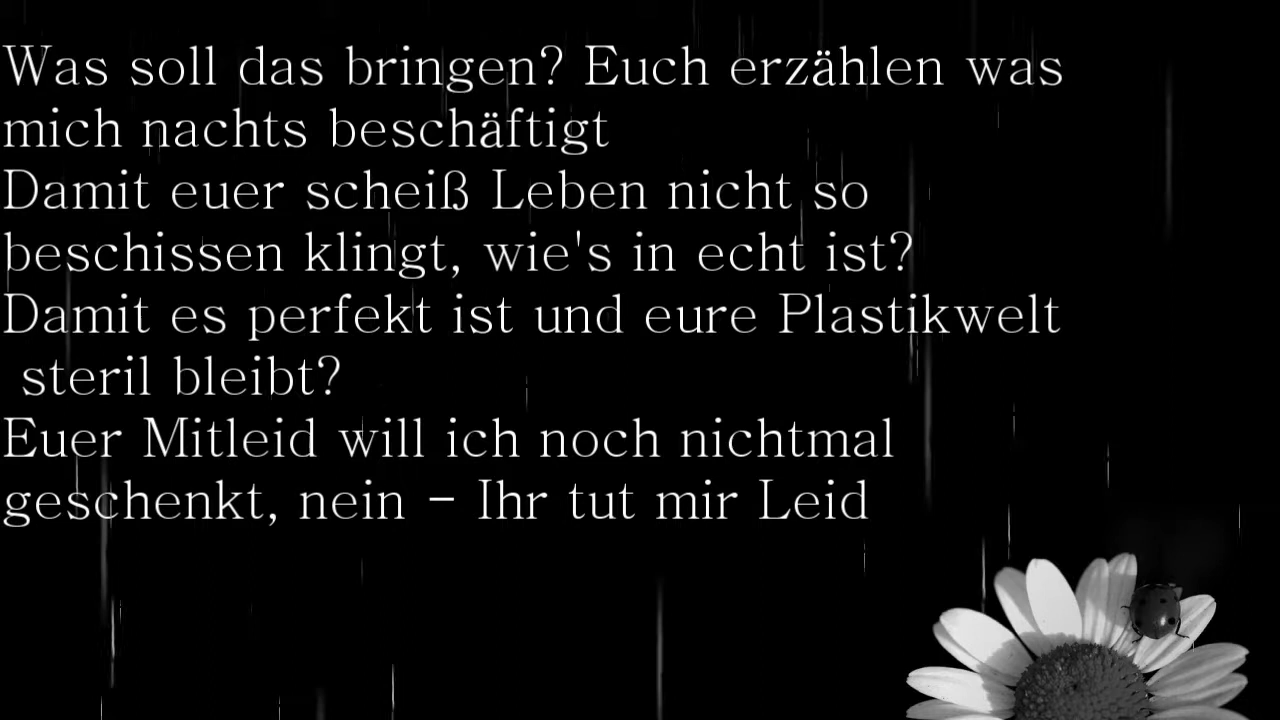 Was soll das bringen? Euch erzählen was
mich nachts beschäftigt
Damit euer scheiß Leben nicht so
beschissen klingt, wie's in echt ist?
Damit es perfekt ist und eure Plastikwelt
steril bleibt?
Euer Mitleid will ich noch nichtmal
geschenkt, nein - Ihr tut mir Leid